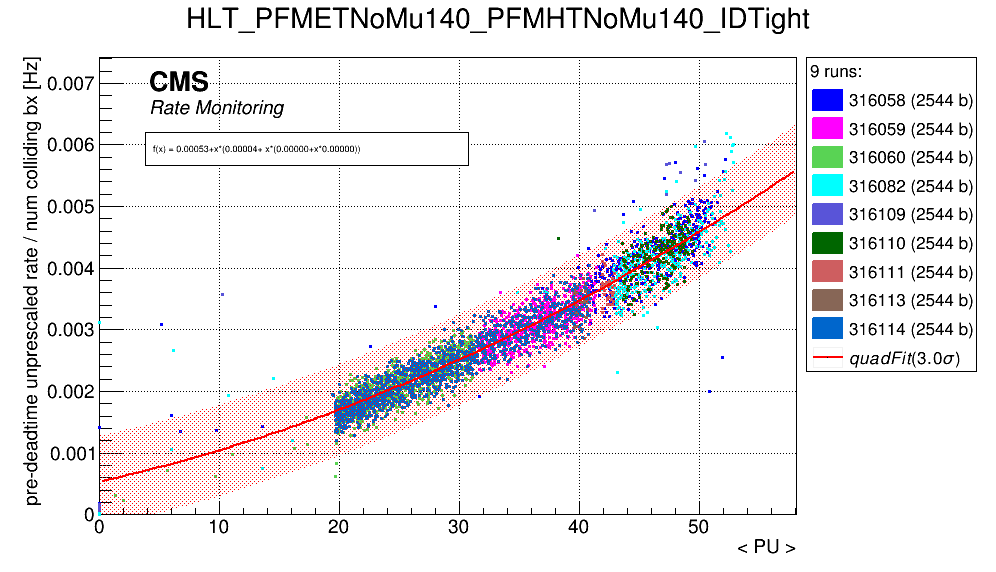 HLT_PFMETNoMu140_PFMHTNoMu140_IDTight
pre-deadtime unprescaled rate / num colliding bx [Hz]
0.007
0.006
0.005
0.004
0.003
0.002
0.001
0
CMS
Rate Monitoring
f(x) = 0.00053+x*(0.00004+ x*(0.00000+x*0.00000))
0 10 20 30 40 50
< PU >
9 runs:
316058 (2544 b)
316059 (2544 b)
316060 (2544 b)
316082 (2544 b)
316109 (2544 b)
316110 (2544 b)
316111 (2544 b)
316113 (2544 b)
316114 (2544 b)
quadFit(3.0σ)